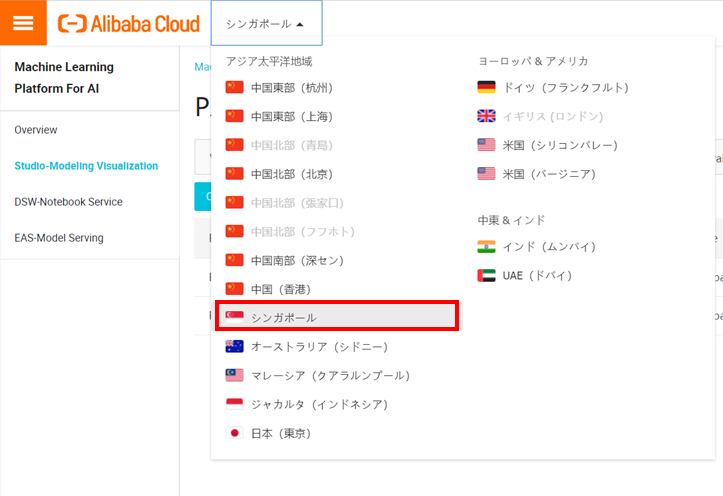 Alibaba Cloud
シンガポール
Machine Learning
Platform For AI
Overview
Studio-Modeling Visualization
DSW-Notebook Service
EAS-Model Serving
アジア太平洋地域
中国東部（杭州）
中国東部（上海）
中国北部（青島）
中国北部（北京）
中国北部（張家口）
中国北部（フフホト）
中国南部（深セン）
中国（香港）
シンガポール
オーストラリア（シドニー）
マレーシア（クアラルンプール）
ジャカルタ（インドネシア）
日本（東京）
ヨーロッパ & アメリカ
ドイツ（フランクフルト）
イギリス（ロンドン）
米国（シリコンバレー）
米国（バージニア）
中東 & インド
インド（ムンバイ）
UAE（ドバイ）